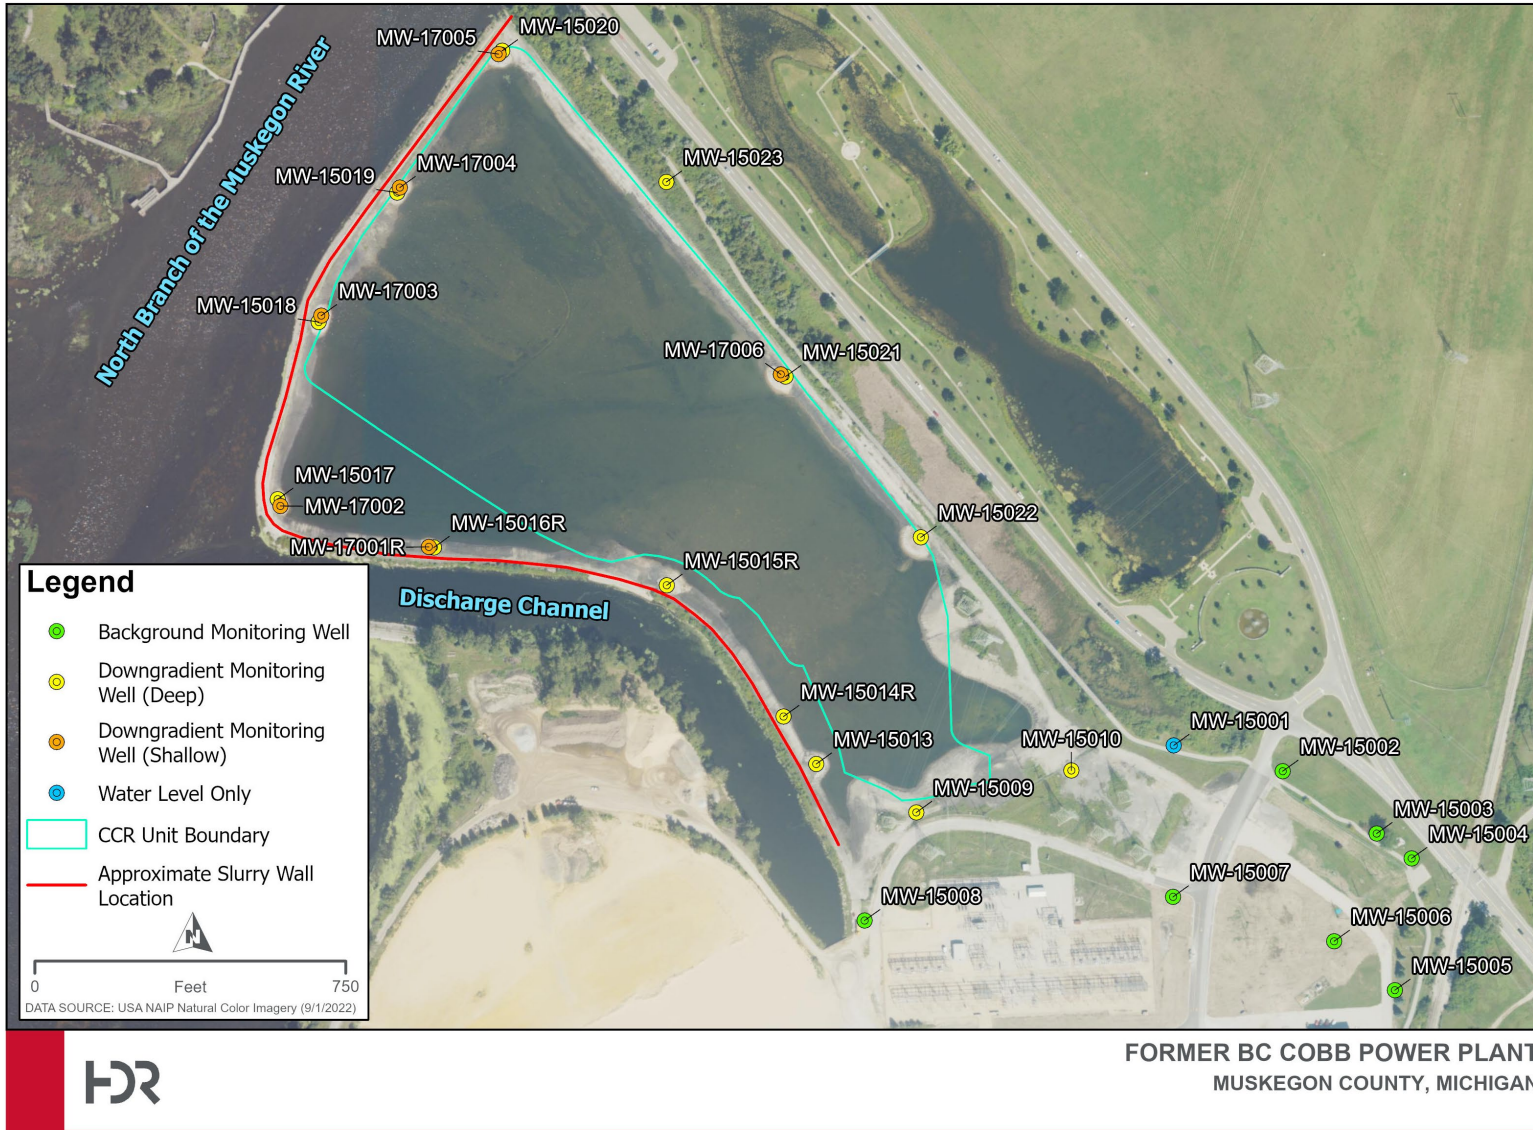 MW-17005
MW-15020
North Branch of the Muskegon River
MW-15019
MW-17004
MW-15023
MW-15018
MW-17003
MW-17006
MW-15021
MW-15017
MW-17002
MW-15016R
MW-17001R
MW-15022
MW-15015R
Discharge Channel
MW-15014R
MW-15013
MW-15010
MW-15001
MW-15002
MW-15009
MW-15003
MW-15004
MW-15008
MW-15007
MW-15006
MW-15005
Legend
Background Monitoring Well
Downgradient Monitoring
Well (Deep)
Downgradient Monitoring
Well (Shallow)
Water Level Only
CCR Unit Boundary
Approximate Slurry Wall
Location
N
0 Feet 750
DATA SOURCE: USA NAIP Natural Color Imagery (9/1/2022)
HDR
FORMER BC COBB POWER PLANT
MUSKEGON COUNTY, MICHIGAN